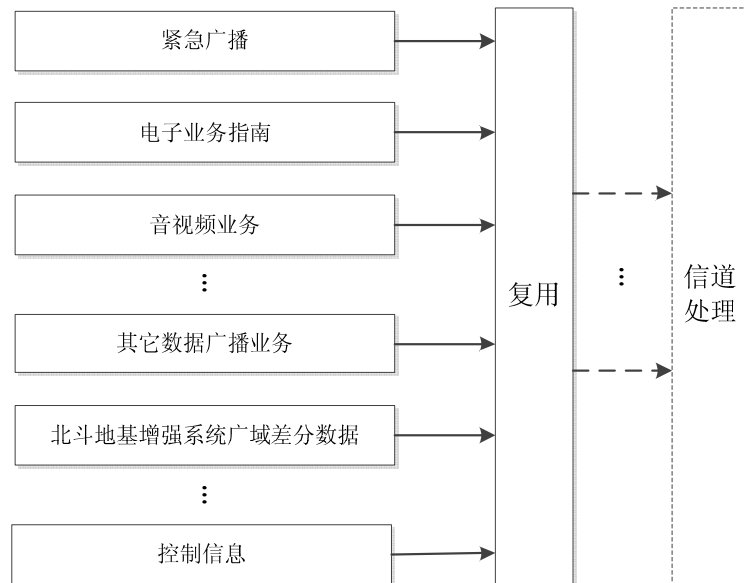 紧急广播
电子业务指南
音视频业务
其它数据广播业务
北斗地基增强系统广域差分数据
控制信息
复用
信道
处理